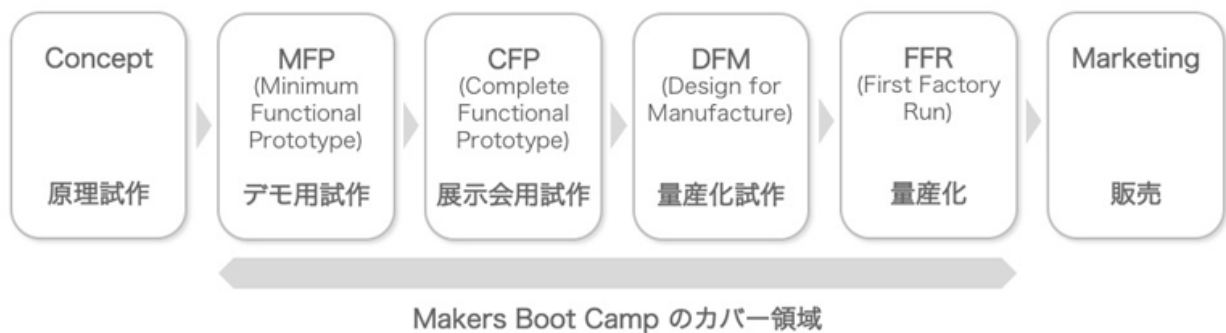 Concept
原理試作
MFP
(Minimum
Functional
Prototype)
デモ用試作
CFP
(Complete
Functional
Prototype)
展示会用試作
DFM
(Design for
Manufacture)
量産化試作
FFR
(First Factory
Run)
量産化
Marketing
販売
Makers Boot Camp のカバー領域